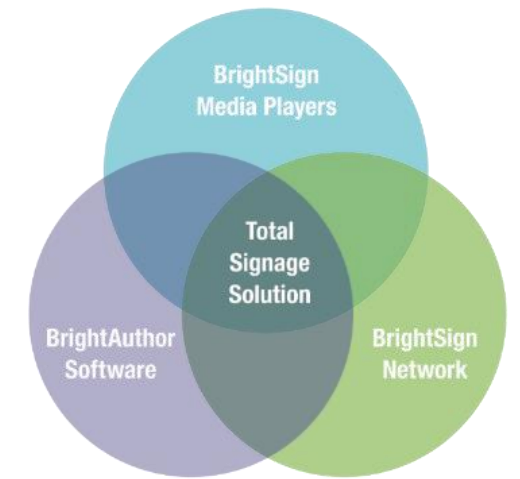 BrightSign
Media Players
Total
Signage
Solution
BrightAuthor
Software
BrightSign
Network